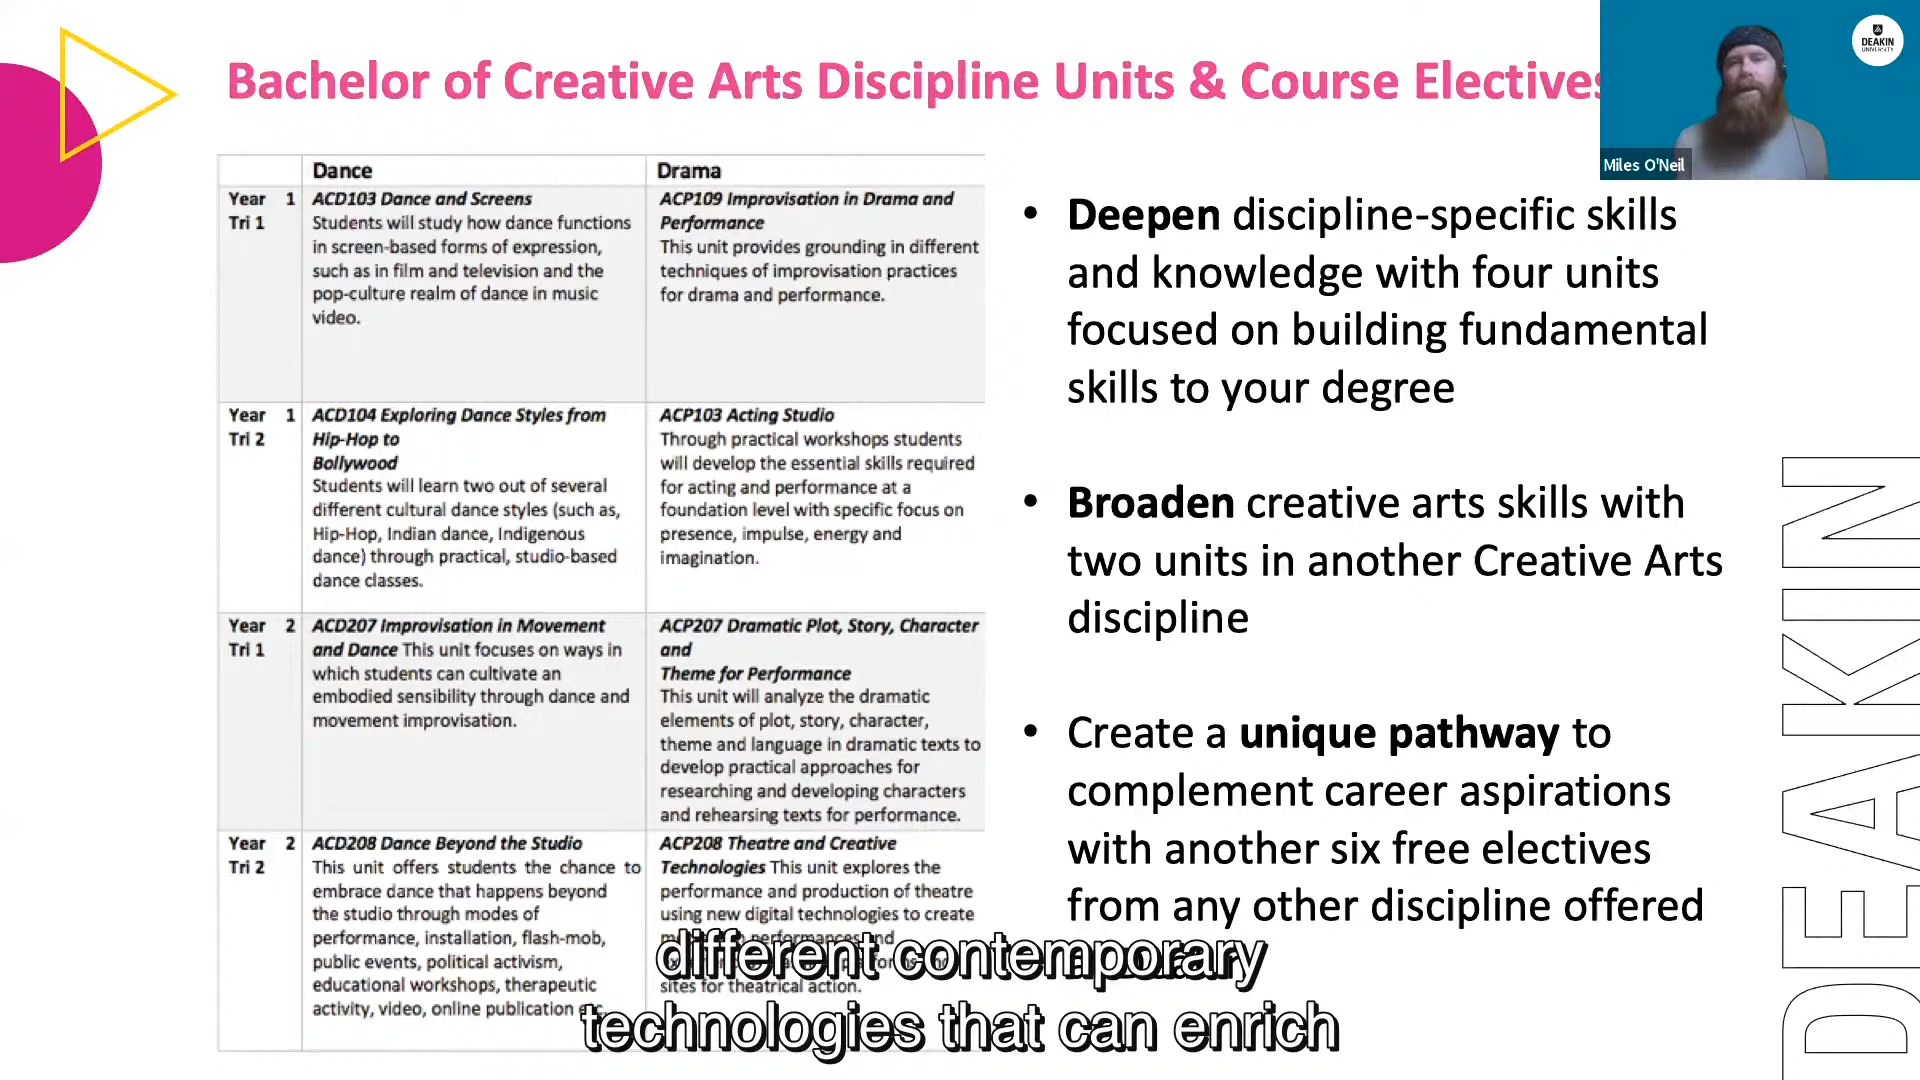 Bachelor of Creative Arts Discipline Units & Course Electives
DEAKIN
UNIVERSITY
Miles O'Neil
Dance
Drama
Year 1
Tri 1
ACD103 Dance and Screens
Students will study how dance functions
in screen-based forms of expression,
such as in film and television and the
pop-culture realm of dance in music
video.
ACP109 Improvisation in Drama and
Performance
This unit provides grounding in different
techniques of improvisation practices
for drama and performance.
Year 1
Tri 2
ACD104 Exploring Dance Styles from
Hip-Hop to
Bollywood
Students will learn two out of several
different cultural dance styles (such as,
Hip-Hop, Indian dance, Indigenous
dance) through practical, studio-based
dance classes.
ACP103 Acting Studio
Through practical workshops students
will develop the essential skills required
for acting and performance at a
foundation level with specific focus on
presence, impulse, energy and
imagination.
Year 2
Tri 1
ACD207 Improvisation in Movement
and Dance This unit focuses on ways in
which students can cultivate an
embodied sensibility through dance and
movement improvisation.
ACP207 Dramatic Plot, Story, Character
and
Theme for Performance
This unit will analyze the dramatic
elements of plot, story, character,
theme and language in dramatic texts to
develop practical approaches for
researching and developing characters
and rehearsing texts for performance.
Year 2
Tri 2
ACD208 Dance Beyond the Studio
This unit offers students the chance to
embrace dance that happens beyond
the studio through modes of
performance, installation, flash-mob,
public events, political activism,
educational workshops, therapeutic
activity, video, online publication
ACP208 Theatre and Creative
Technologies This unit explores the
performance and production of theatre
using new digital technologies to create
performances and
sites for theatrical action.
• Deepen discipline-specific skills
and knowledge with four units
focused on building fundamental
skills to your degree
• Broaden creative arts skills with
two units in another Creative Arts
discipline
• Create a unique pathway to
complement career aspirations
with another six free electives
from any other discipline offered
different contemporary
technologies that can enrich
DEAKIN